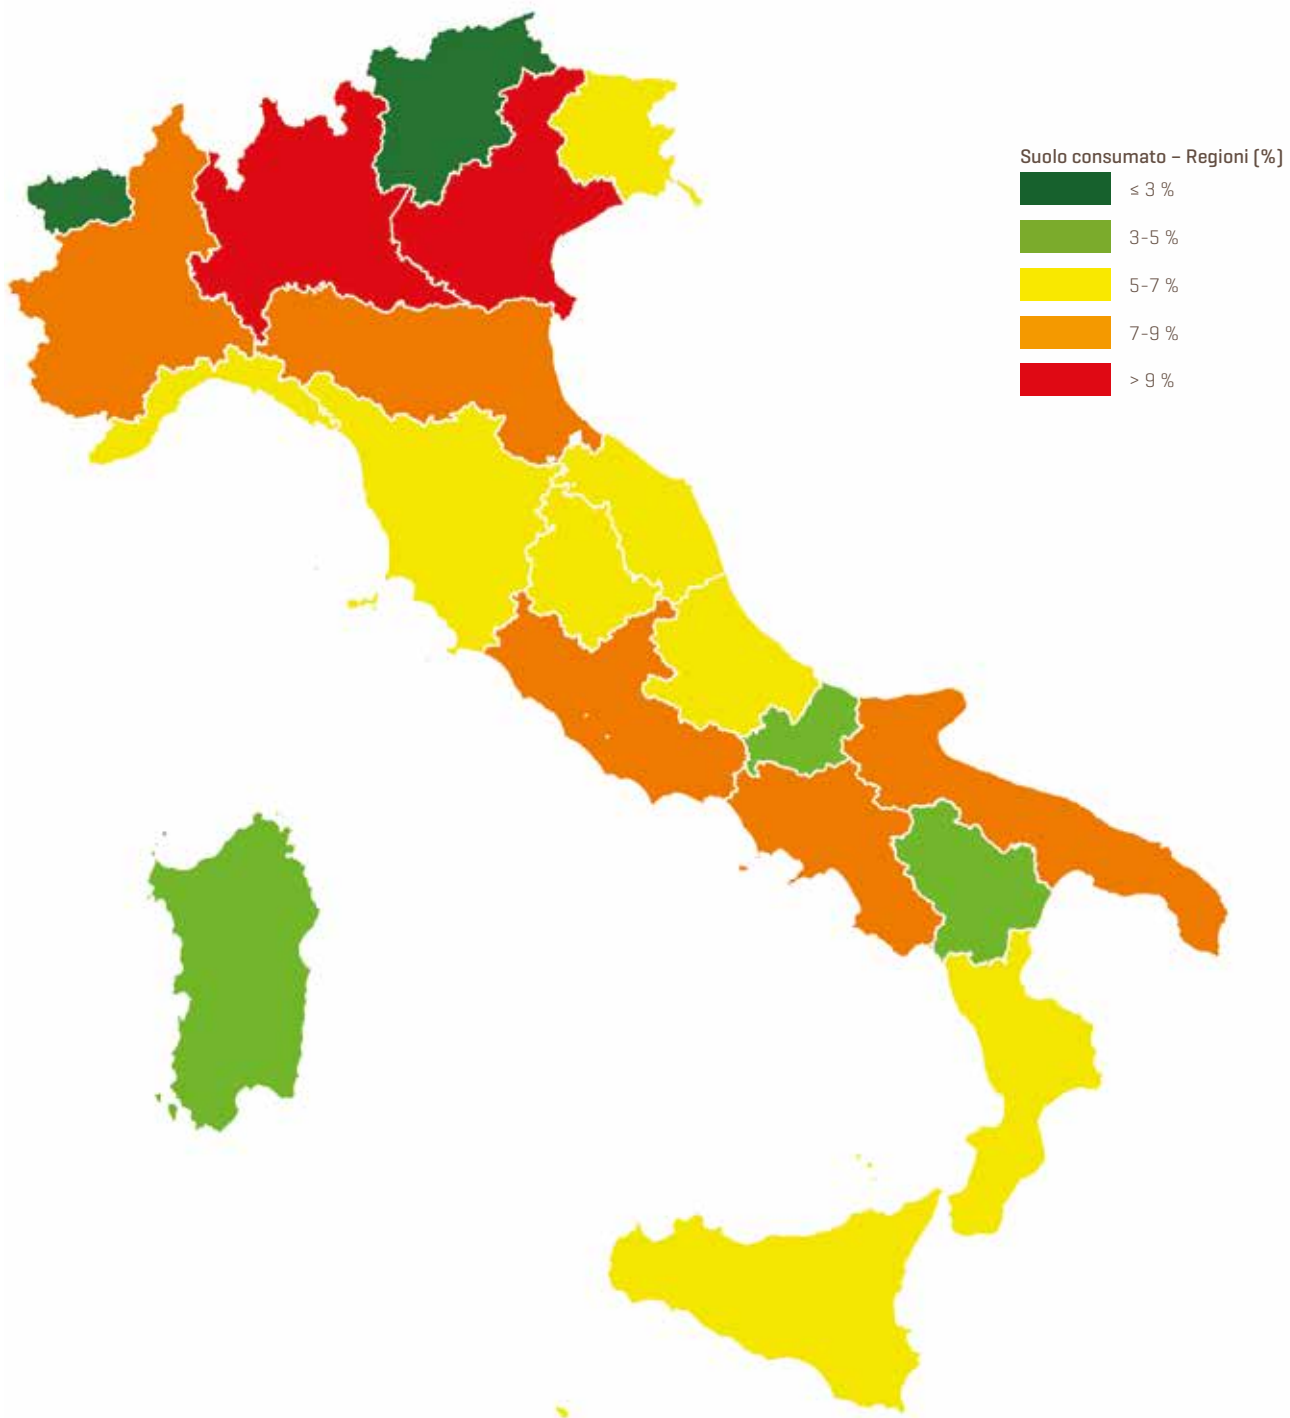 Suolo consumato – Regioni (%)
≤ 3 %
3-5 %
5-7 %
7-9 %
> 9 %